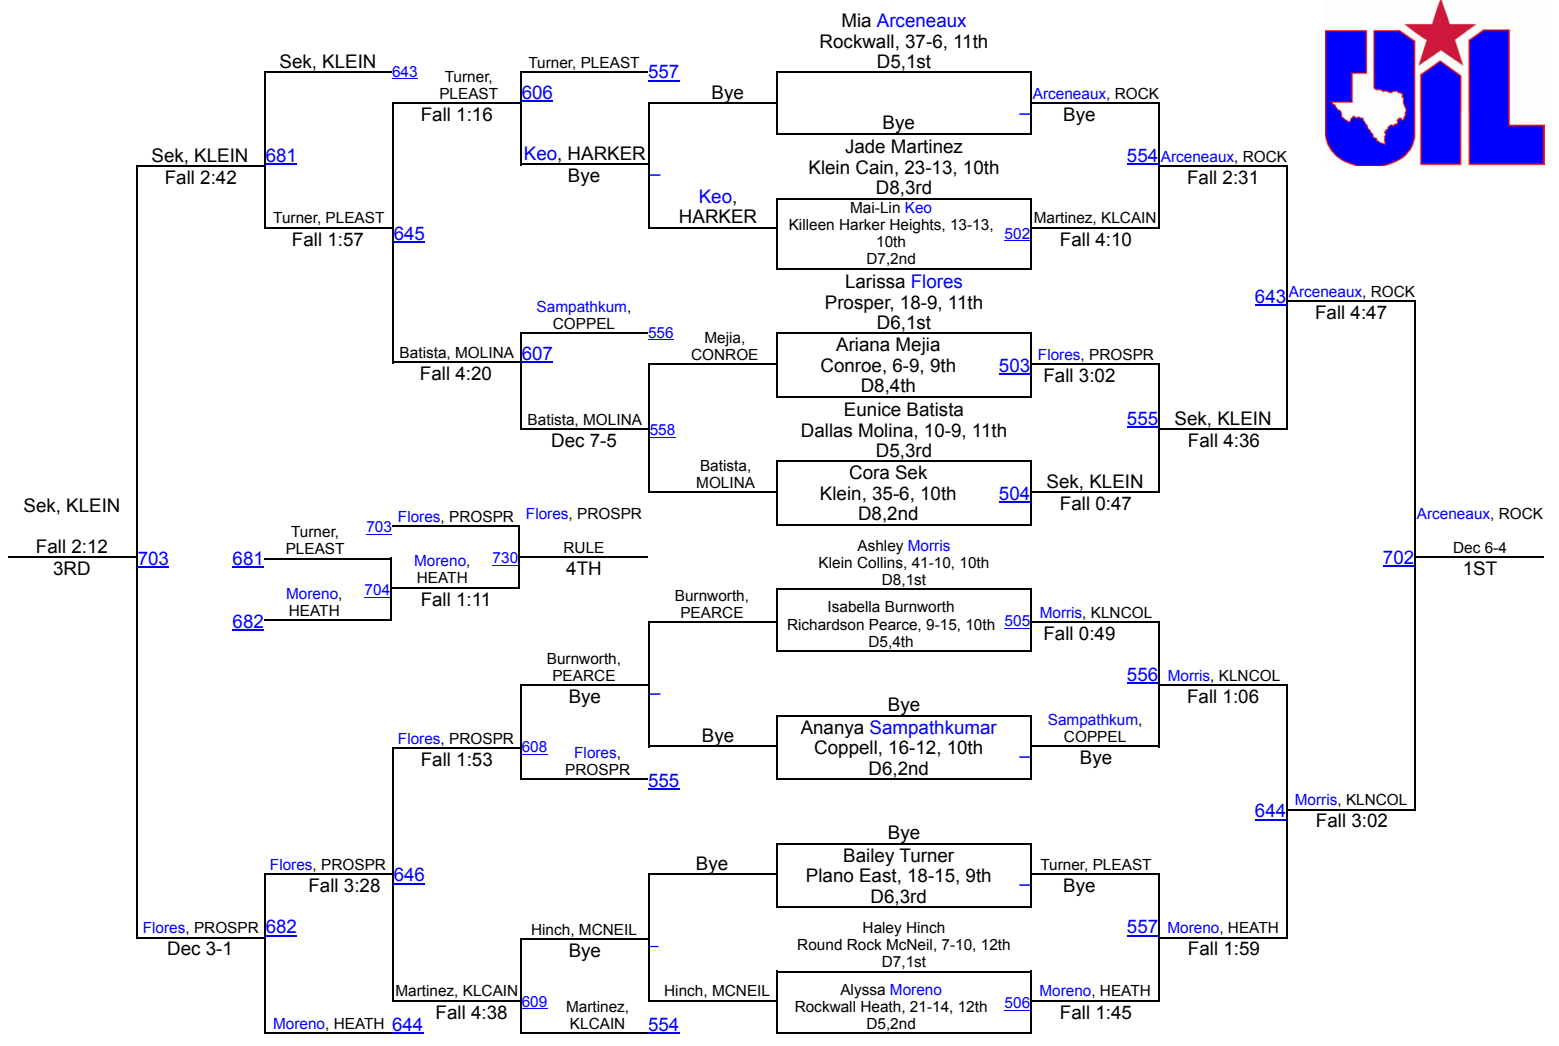 Mia Arceneaux
Rockwall, 37-6, 11th
D5,1st
Bye
Jade Martinez
Klein Cain, 23-13, 10th
D8,3rd
Mai-Lin Keo
Killeen Harker Heights, 13-13,
10th
D7,2nd
502
Larissa Flores
Prosper, 18-9, 11th
D6,1st
Ariana Mejia
Conroe, 6-9, 9th
D8,4th
503
Eunice Batista
Dallas Molina, 10-9, 11th
D5,3rd
Cora Sek
Klein, 35-6, 10th
D8,2nd
504
Ashley Morris
Klein Collins, 41-10, 10th
D8,1st
Isabella Burnworth
Richardson Pearce, 9-15, 10th
D5,4th
505
Bye
Ananya Sampathkumar
Coppell, 16-12, 10th
D6,2nd
Bye
Bailey Turner
Plano East, 18-15, 9th
D6,3rd
Haley Hinch
Round Rock McNeil, 7-10, 12th
D7,1st
Alyssa Moreno
Rockwall Heath, 21-14, 12th
D5,2nd
506
Arceneaux, ROCK
Bye
Martinez, KLCAIN
Fall 4:10
Flores, PROSPR
Fall 3:02
Sek, KLEIN
Fall 0:47
Morris, KLNCOL
Fall 0:49
Sampathkum,
COPPEL
Bye
Turner, PLEAST
Bye
Moreno, HEATH
Fall 1:45
554
Arceneaux, ROCK
Fall 2:31
555
Sek, KLEIN
Fall 4:36
556
Morris, KLNCOL
Fall 1:06
557
Moreno, HEATH
Fall 1:59
643
Arceneaux, ROCK
Fall 4:47
644
Morris, KLNCOL
Fall 3:02
702
Arceneaux, ROCK
Dec 6-4
1ST
UIL
Bye
Keo,
HARKER
Mejia,
CONROE
Batista,
MOLINA
Burnworth,
PEARCE
Bye
Bye
Hinch, MCNEIL
Turner, PLEAST
557
Keo, HARKER
Bye
Sampathkum,
COPPEL
556
Batista, MOLINA
Dec 7-5
558
Burnworth,
PEARCE
Bye
Flores,
PROSPR
555
Hinch, MCNEIL
Bye
Martinez,
KLCAIN
554
Turner,
PLEAST
Fall 1:16
606
Batista, MOLINA
Fall 4:20
607
Flores, PROSPR
Fall 1:53
608
Martinez, KLCAIN
Fall 4:38
609
Sek, KLEIN
643
Turner, PLEAST
Fall 1:57
645
Flores, PROSPR
Fall 3:28
646
Moreno, HEATH
644
Sek, KLEIN
Fall 2:42
681
Flores, PROSPR
Dec 3-1
682
Sek, KLEIN
Fall 2:12
3RD
703
Turner,
PLEAST
681
Moreno,
HEATH
682
703
Flores, PROSPR
704
Moreno,
HEATH
Fall 1:11
730
Flores, PROSPR
RULE
4TH